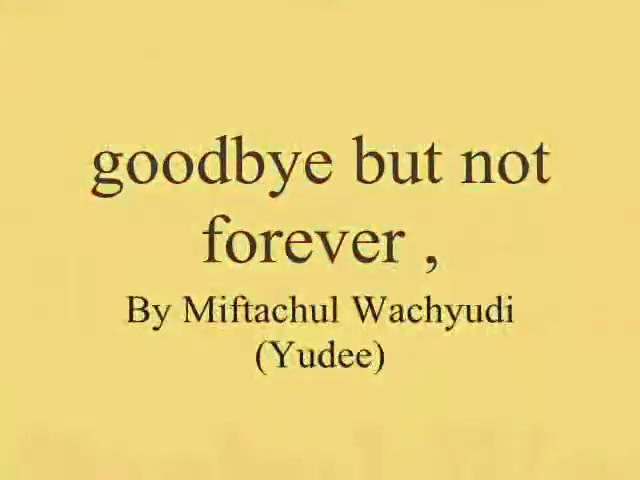 goodbye but not
forever ,
By Miftachul Wachyudi
(Yudee)